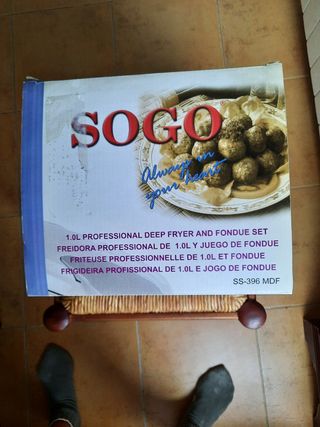 SOGO
Always in
your heart
1.0L PROFESSIONAL DEEP FRYER AND FONDUE SET
FREIDORA PROFESIONAL DE 1.0L Y JUEGO DE FONDUE
FRITEUSE PROFESSIONNELLE DE 1.0L ET FONDUE
FRIGIDEIRA PROFISSIONAL DE 1.0L E JOGO DE FONDUE
SS-396 MDF